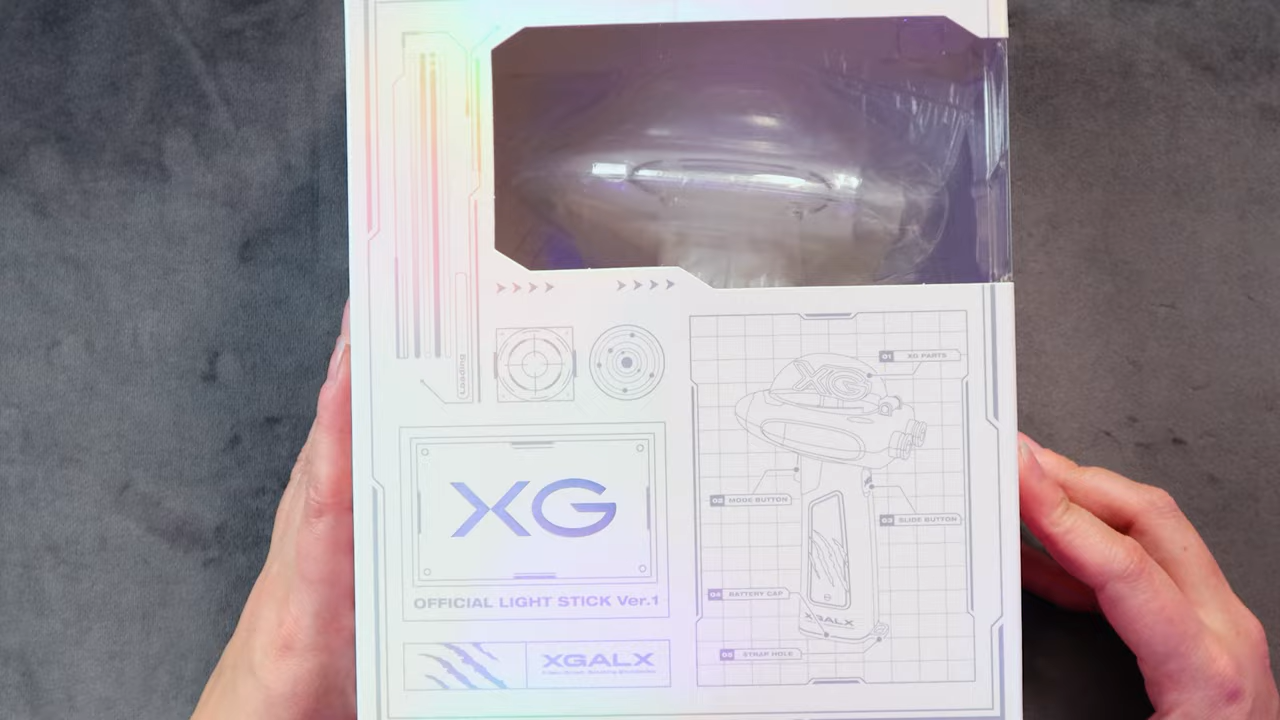 Loading
XG
OFFICIAL LIGHT STICK Ver.1
XGALX
XG
01 XG PARTS
02 MODE BUTTON
03 SLIDE BUTTON
04 BATTERY CAP
XGALX
05 STRAP HOLE